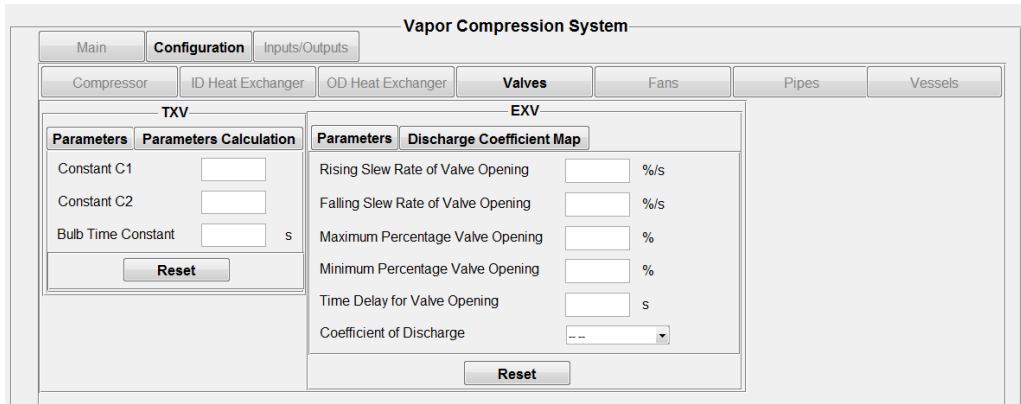 Vapor Compression System
Main Configuration Inputs/Outputs
Compressor ID Heat Exchanger OD Heat Exchanger Valves Fans Pipes Vessels
TXV
Parameters Parameters Calculation
Constant C1
Constant C2
Bulb Time Constant s
Reset
EXV
Parameters Discharge Coefficient Map
Rising Slew Rate of Valve Opening %/s
Falling Slew Rate of Valve Opening %/s
Maximum Percentage Valve Opening %
Minimum Percentage Valve Opening %
Time Delay for Valve Opening s
Coefficient of Discharge -- --
Reset